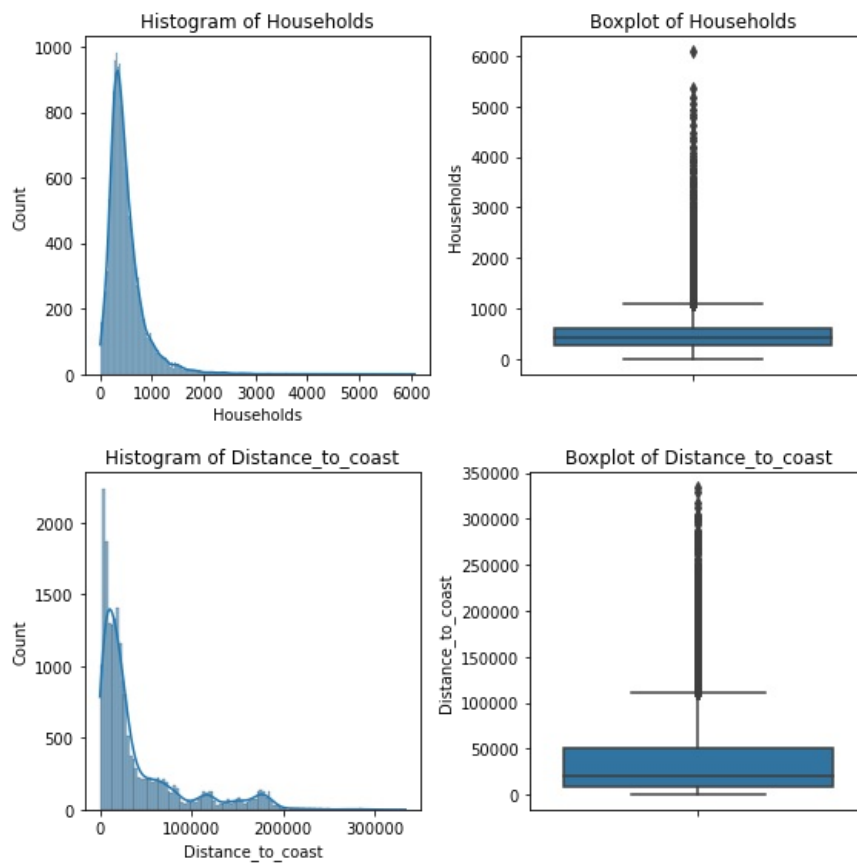 Histogram of Households
1000
800
600
400
200
0
Count
0 1000 2000 3000 4000 5000 6000
Households
Boxplot of Households
6000
5000
4000
3000
2000
1000
0
Households
Histogram of Distance_to_coast
2000
1500
1000
500
0
Count
0 100000 200000 300000
Distance_to_coast
Boxplot of Distance_to_coast
350000
300000
250000
200000
150000
100000
50000
0
Distance_to_coast